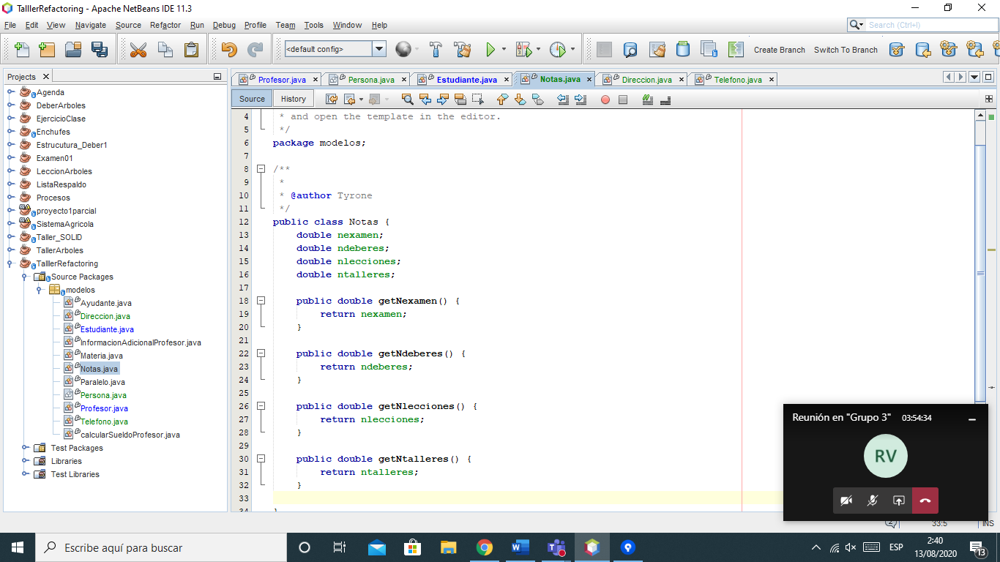 TalllerRefactoring - Apache NetBeans IDE 11.3
File Edit View Navigate Source Refactor Run Debug Profile Team Tools Window Help
Search (Ctrl+I)
<default config>
Create Branch Switch To Branch
Projects
Profesor.java Persona.java Estudiante.java Notas.java Direccion.java Telefono.java
Source History
Agenda
DeberArboles
EjercicioClase
Enchufes
Estrucutura_Deber1
Examen01
LeccionArboles
ListaRespaldo
Procesos
proyecto1parcial
SistemaAgricola
Taller_SOLID
TallerArboles
TalllerRefactoring
Source Packages
modelos
Ayudante.java
Direccion.java
Estudiante.java
InformacionAdicionalProfesor.java
Materia.java
Notas.java
Paralelo.java
Persona.java
Profesor.java
Telefono.java
calcularSueldoProfesor.java
Test Packages
Libraries
Test Libraries
4 * and open the template in the editor.
5 */
6 package modelos;
7
8 /**
9 *
10 * @author Tyrone
11 */
12 public class Notas {
13 double nexamen;
14 double ndeberes;
15 double nlecciones;
16 double ntalleres;
17
18 public double getNexamen() {
19 return nexamen;
20 }
21
22 public double getNdeberes() {
23 return ndeberes;
24 }
25
26 public double getNlecciones() {
27 return nlecciones;
28 }
29
30 public double getNtalleres() {
31 return ntalleres;
32 }
33
34 }
Reunión en "Grupo 3" 03:54:34
RV
2 33:5 INS
Escribe aquí para buscar
ESP
2:40
13/08/2020
13